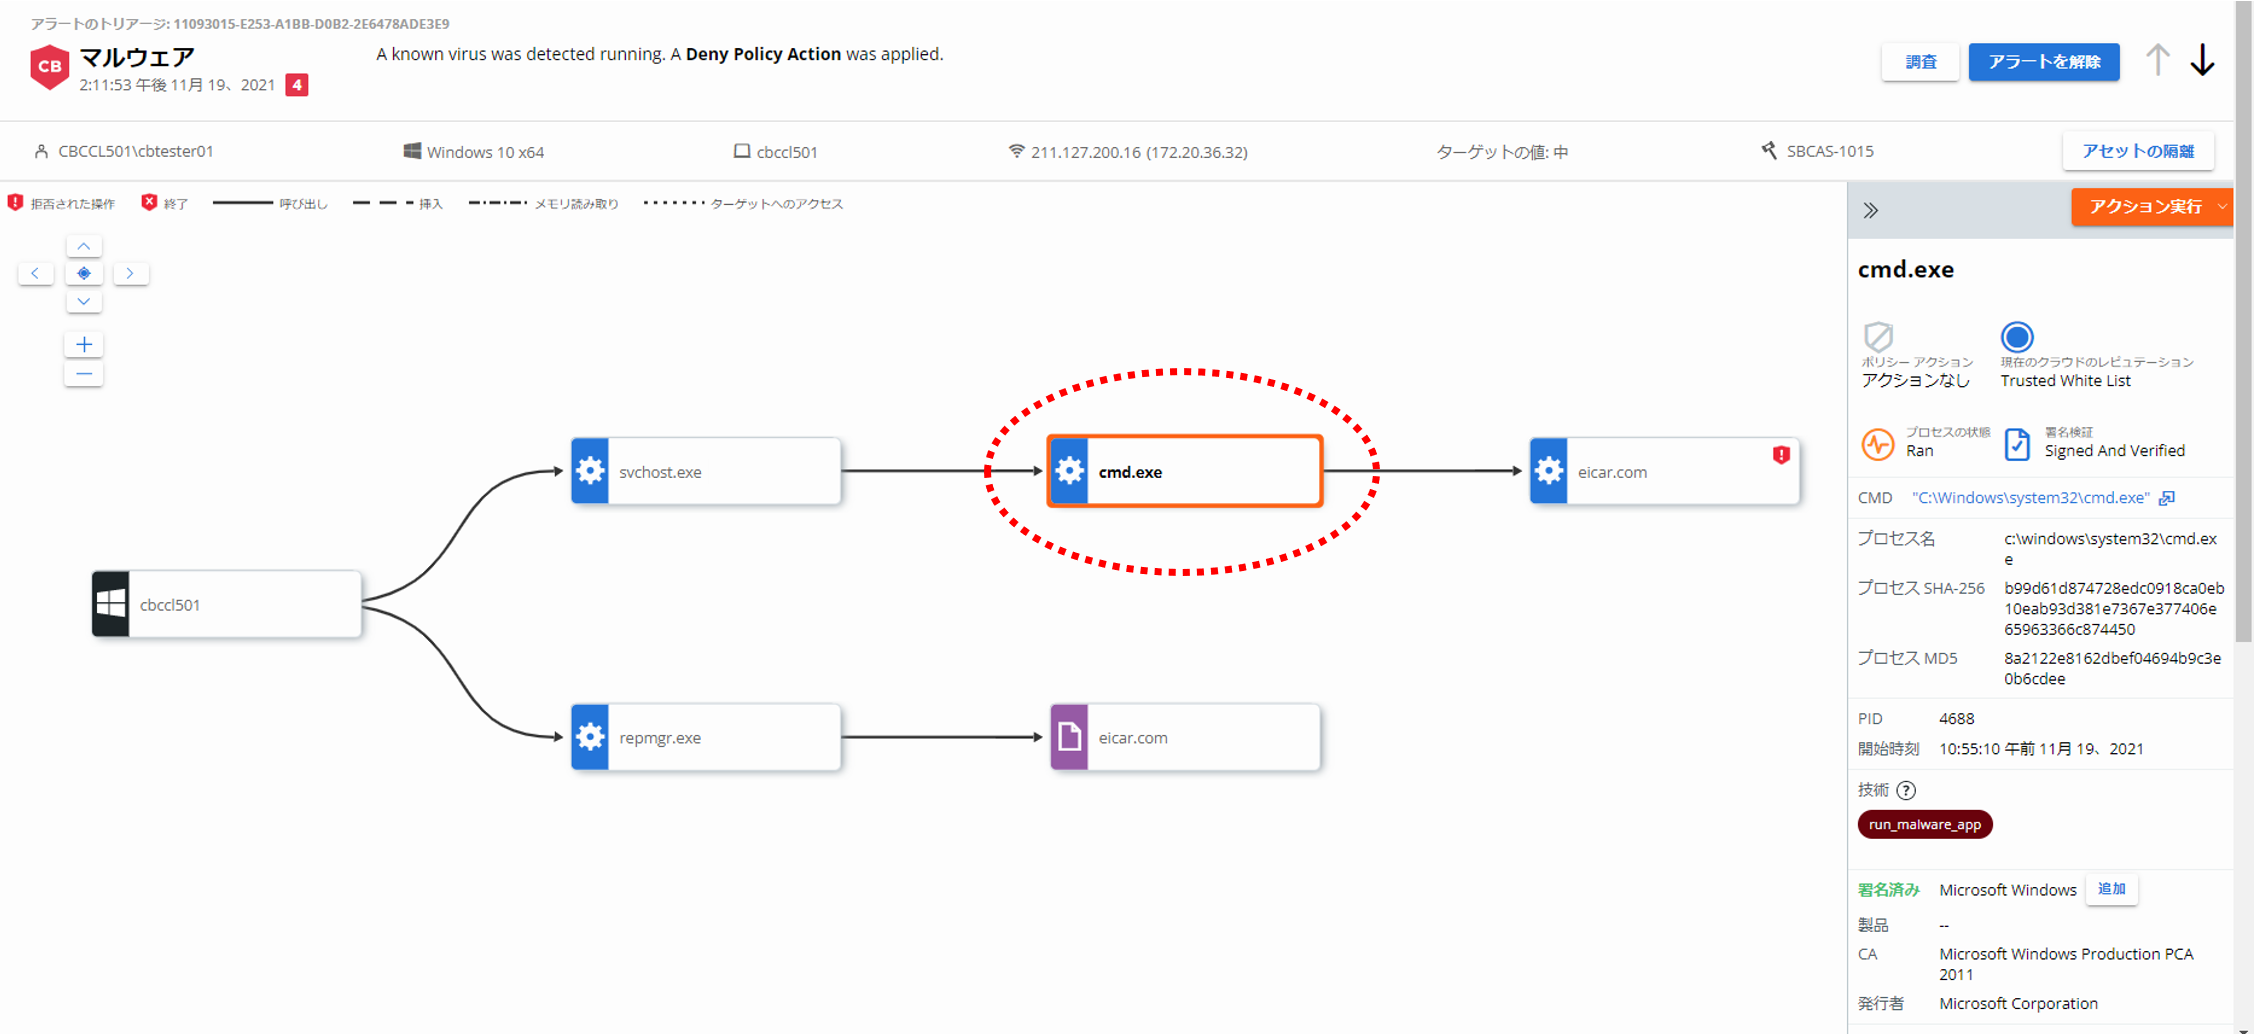 アラートのトリアージ: 11093015-E253-A1BB-D0B2-2E6478ADE3E9
CB
マルウェア
2:11:53 午後 11月 19、2021 4
A known virus was detected running. A Deny Policy Action was applied.
調査
アラートを解除
CBCCL501\cbtester01
Windows 10 x64
cbccl501
211.127.200.16 (172.20.36.32)
ターゲットの値: 中
SBCAS-1015
アセットの隔離
拒否された操作
終了
呼び出し
挿入
メモリ読み取り
ターゲットへのアクセス
アクション実行
cbccl501
svchost.exe
cmd.exe
eicar.com
repmgr.exe
eicar.com
cmd.exe
ポリシー アクション
アクションなし
現在のクラウドのレピュテーション
Trusted White List
プロセスの状態
Ran
署名検証
Signed And Verified
CMD "C:\Windows\system32\cmd.exe"
プロセス名 c:\windows\system32\cmd.ex
e
プロセス SHA-256 b99d61d874728edc0918ca0eb
10eab93d381e7367e377406e
65963366c874450
プロセス MD5 8a2122e8162dbef04694b9c3e
0b6cdee
PID 4688
開始時刻 10:55:10 午前 11月 19、2021
技術 ?
run_malware_app
署名済み Microsoft Windows 追加
製品 --
CA Microsoft Windows Production PCA
2011
発行者 Microsoft Corporation